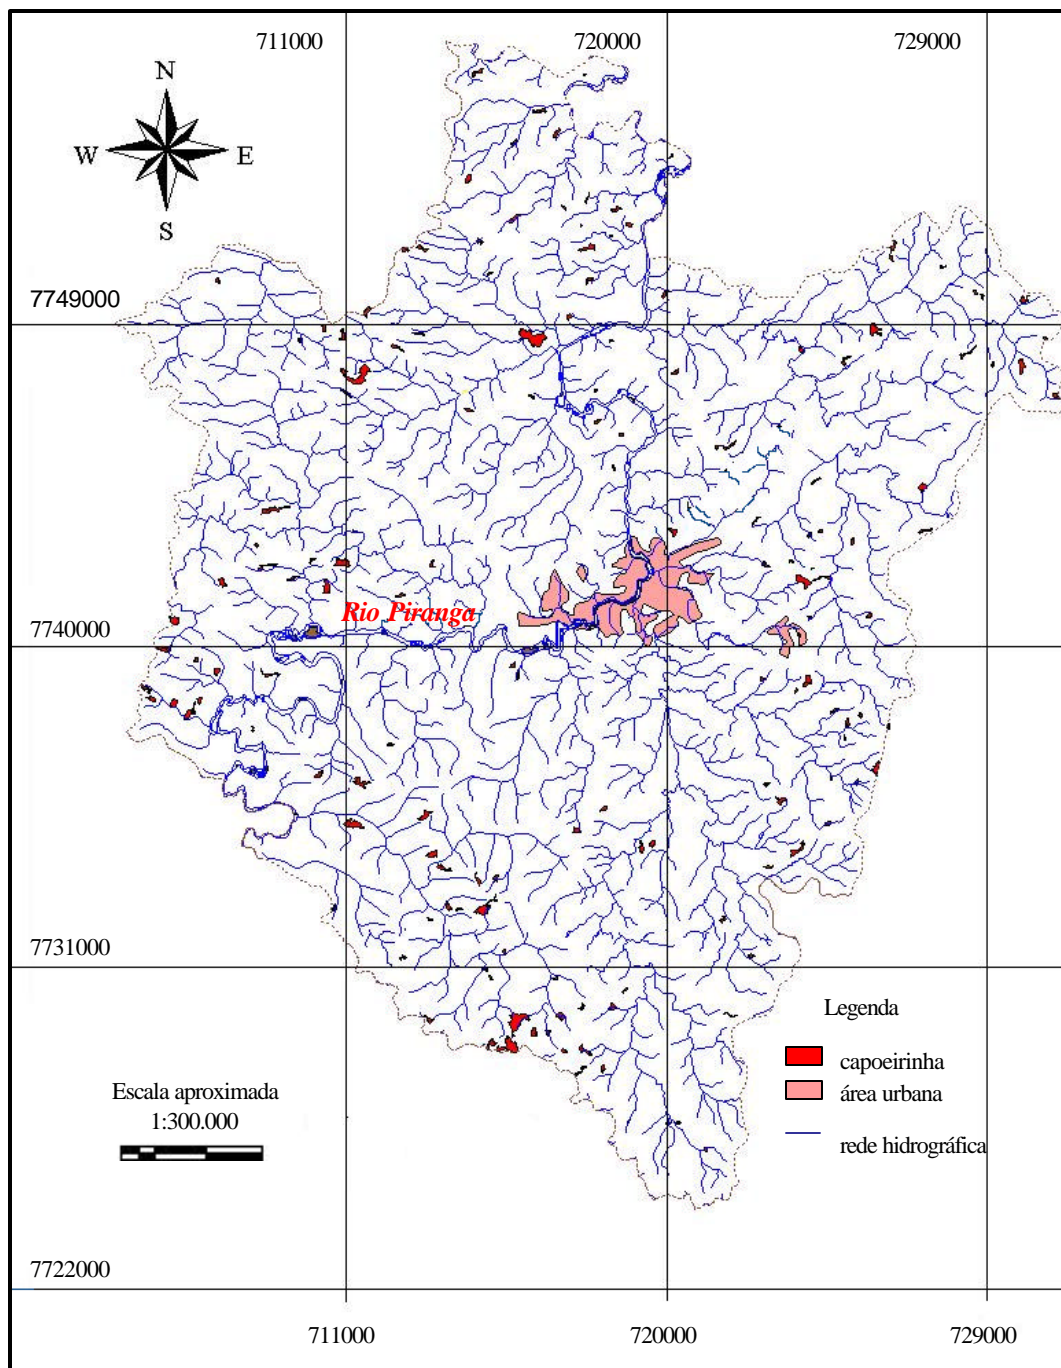 711000 720000 729000
N
W E
S
7749000
Rio Piranga
7740000
7731000
Legenda
capoeirinha
área urbana
rede hidrográfica
Escala aproximada
1:300.000
7722000
711000 720000 729000